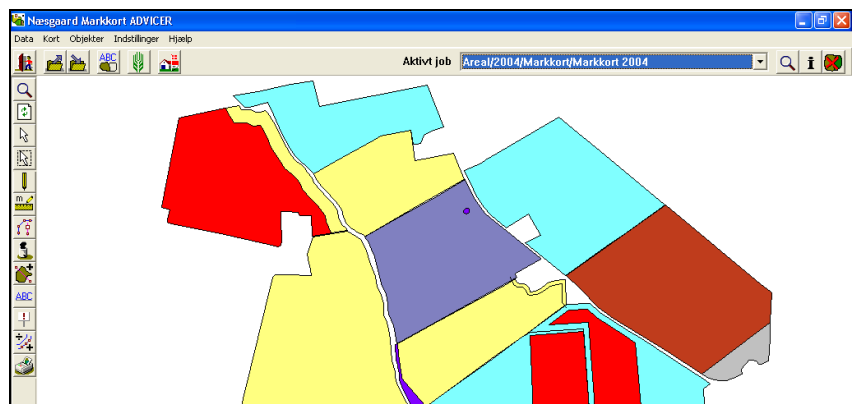 Næsgaard Markkort ADVICER
Data Kort Objekter Indstillinger Hjælp
ABC Aktivt job Areal/2004/Markkort/Markkort 2004 i
m
ABC